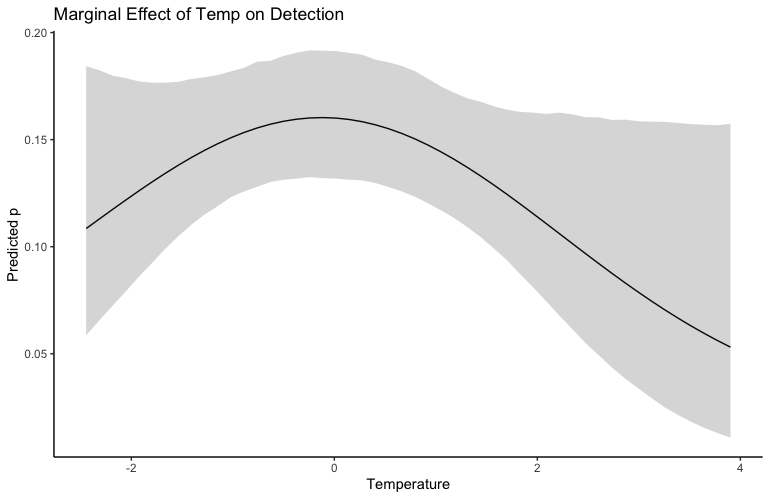 Marginal Effect of Temp on Detection
Predicted p
0.20
0.15
0.10
0.05
-2 0 2 4
Temperature